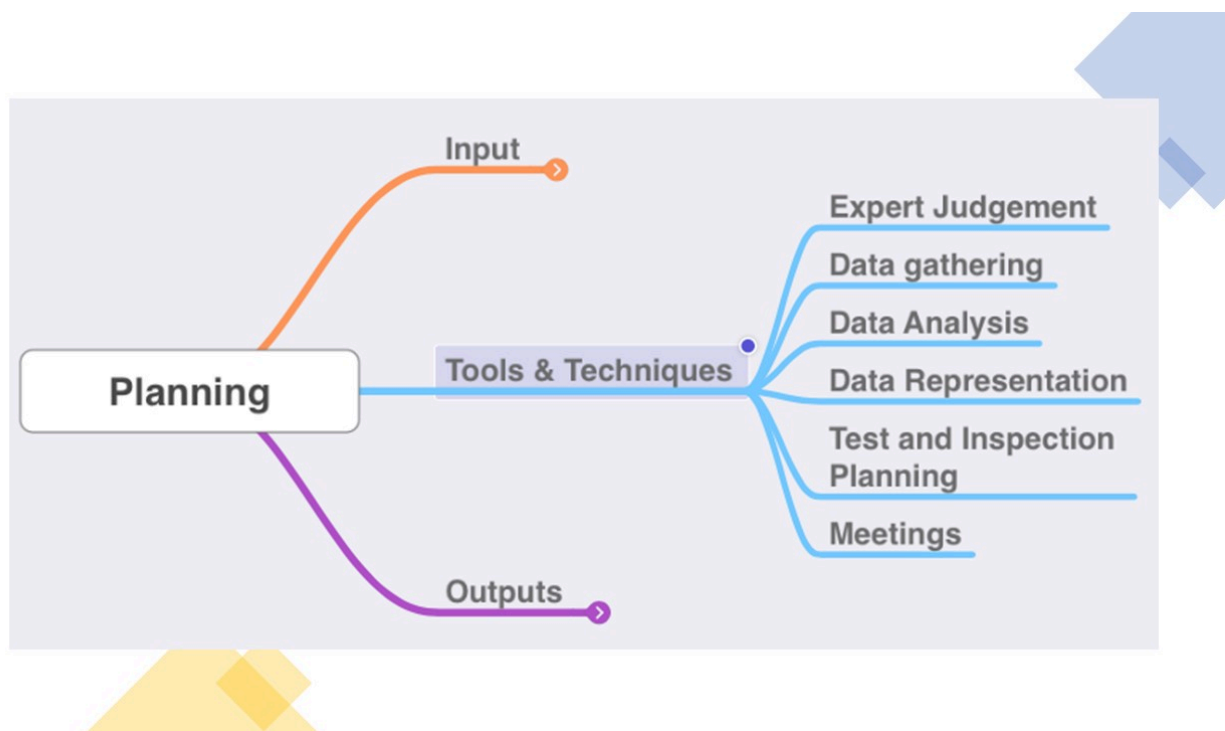 Input
Expert Judgement
Data gathering
Data Analysis
Tools & Techniques
Data Representation
Planning
Test and Inspection
Planning
Meetings
Outputs